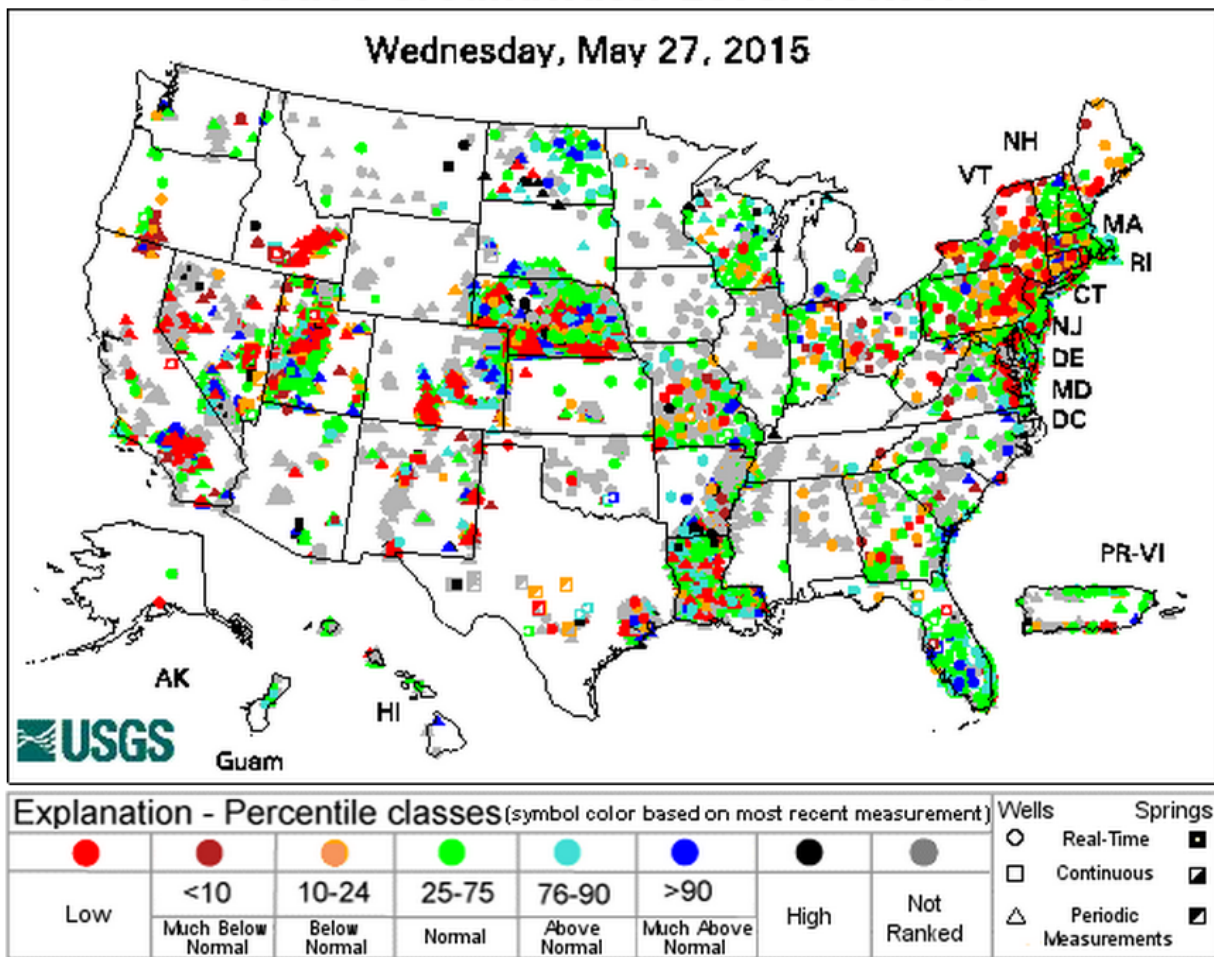 Wednesday, May 27, 2015
NH
VT
MA
RI
CT
NJ
DE
MD
DC
PR-VI
AK
HI
Guam
USGS
Explanation - Percentile classes (symbol color based on most recent measurement)
Low
<10
Much Below
Normal
10-24
Below
Normal
25-75
Normal
76-90
Above
Normal
>90
Much Above
Normal
High
Not
Ranked
Wells Springs
Real-Time
Continuous
Periodic
Measurements